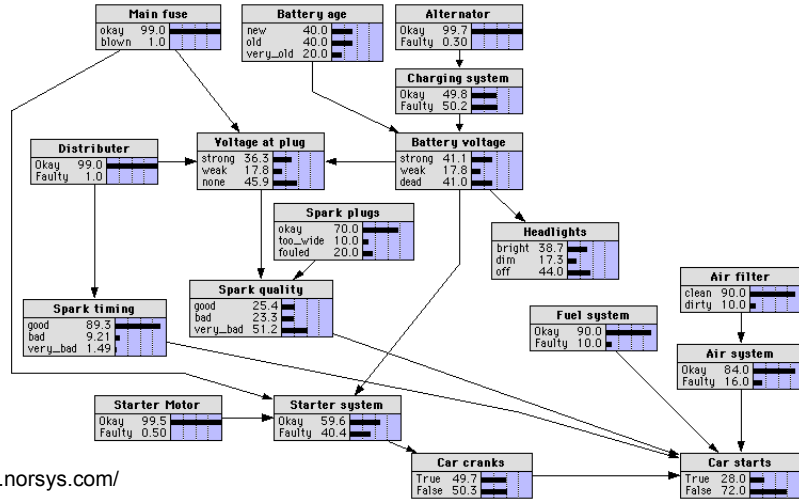 Main fuse
okay 99.0
blown 1.0
Battery age
new 40.0
old 40.0
very_old 20.0
Alternator
Okay 99.7
Faulty 0.30
Charging system
Okay 49.8
Faulty 50.2
Distributer
Okay 99.0
Faulty 1.0
Voltage at plug
strong 36.3
weak 17.8
none 45.9
Battery voltage
strong 41.1
weak 17.8
dead 41.0
Spark plugs
okay 70.0
too_wide 10.0
fouled 20.0
Headlights
bright 38.7
dim 17.3
off 44.0
Air filter
clean 90.0
dirty 10.0
Spark timing
good 89.3
bad 9.21
very_bad 1.49
Spark quality
good 25.4
bad 23.3
very_bad 51.2
Fuel system
Okay 90.0
Faulty 10.0
Air system
Okay 84.0
Faulty 16.0
Starter Motor
Okay 99.5
Faulty 0.50
Starter system
Okay 59.6
Faulty 40.4
Car cranks
True 49.7
False 50.3
Car starts
True 28.0
False 72.0
.norsys.com/